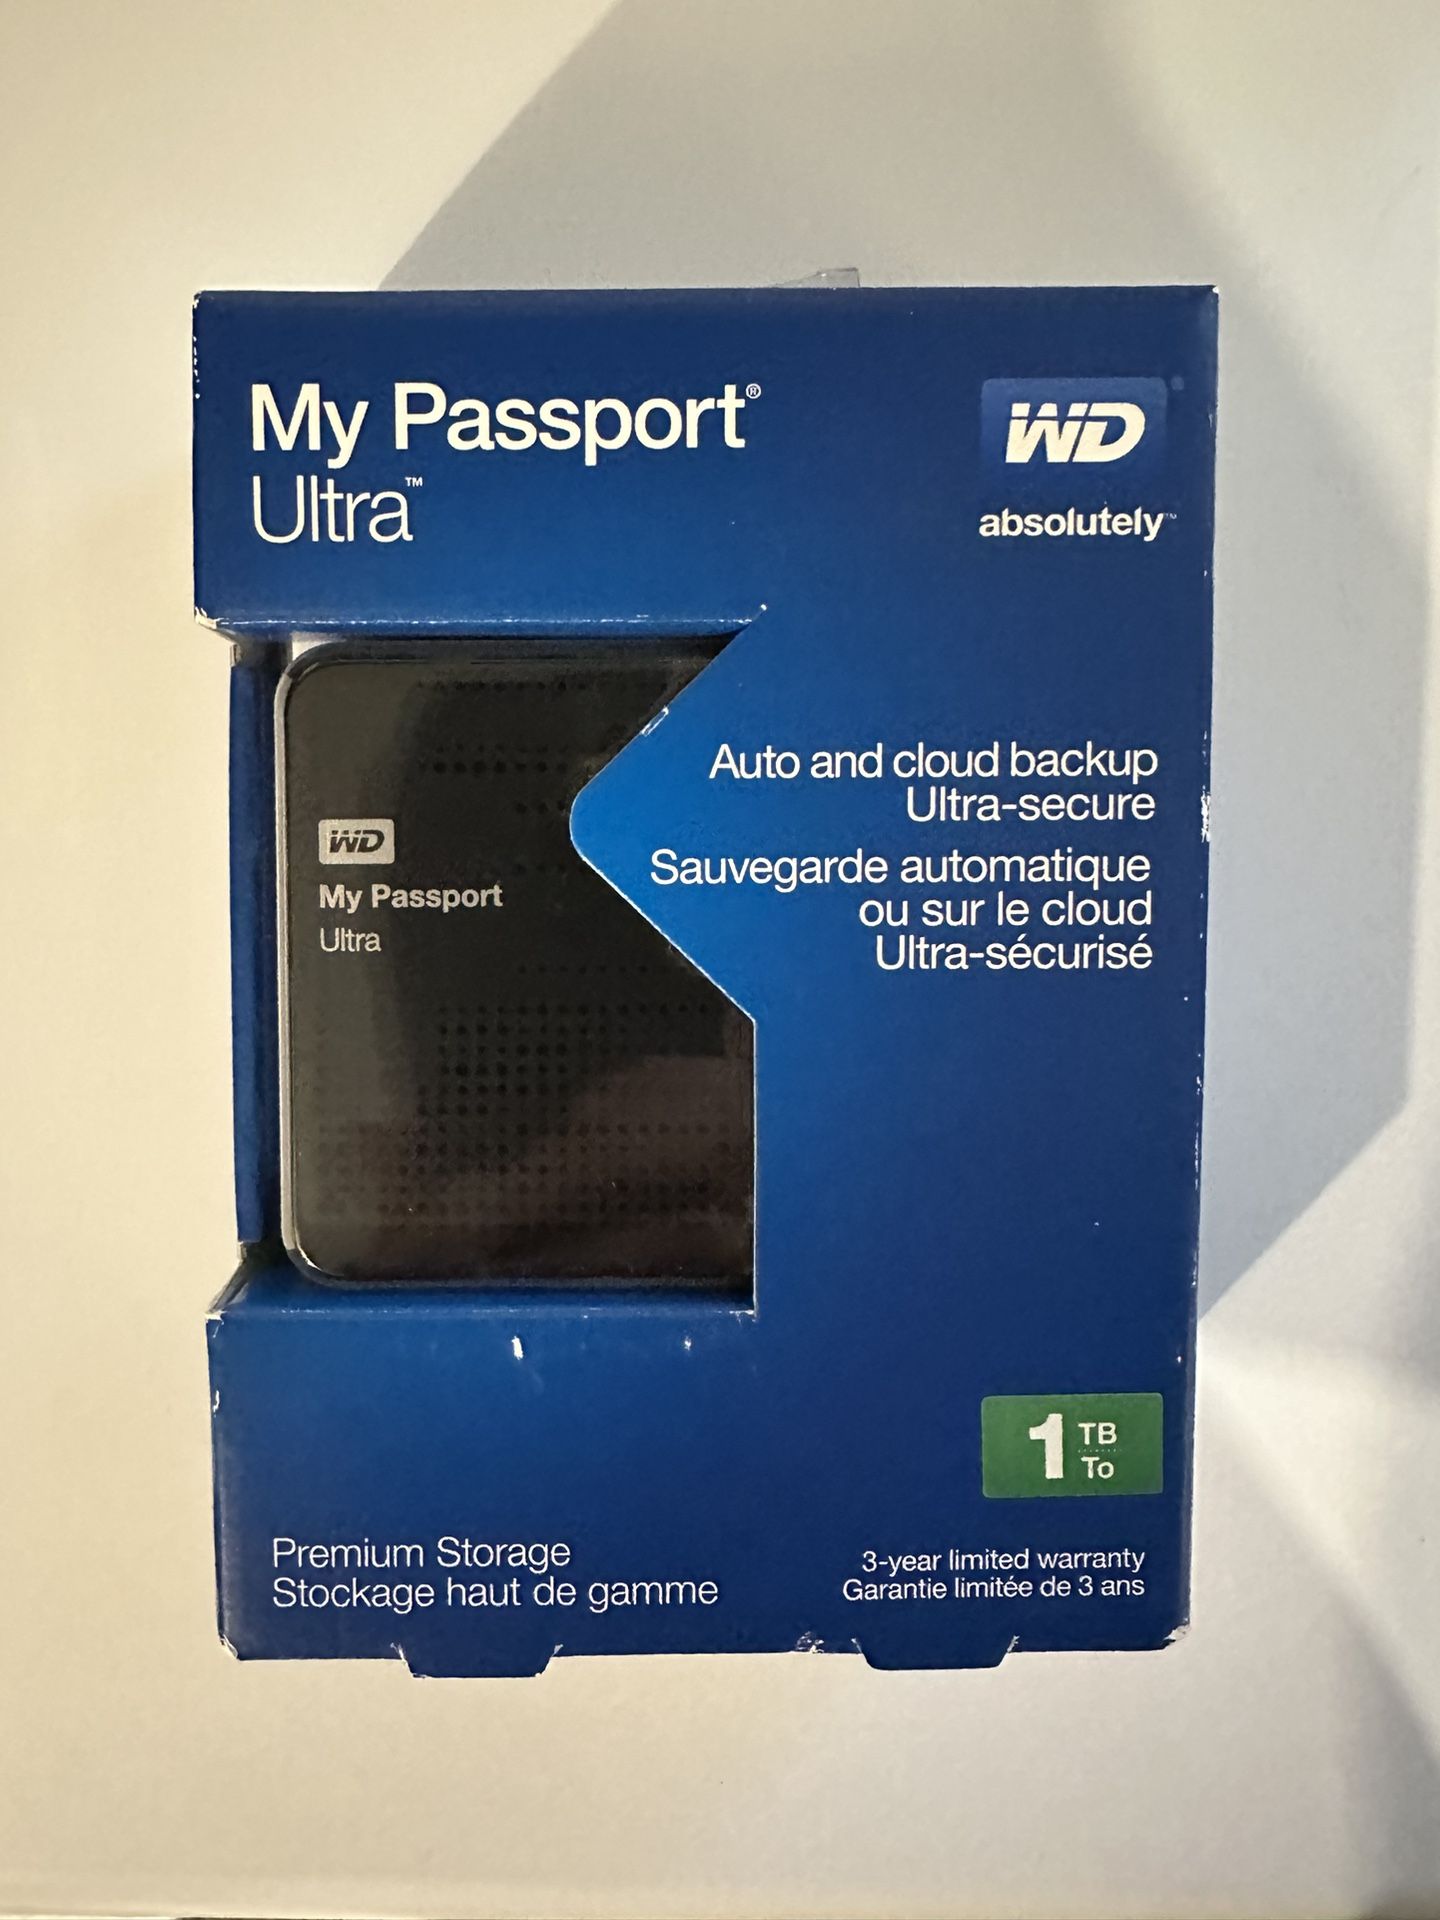 My Passport®
Ultra™
WD®
absolutely™
WD
My Passport
Ultra
Auto and cloud backup
Ultra-secure
Sauvegarde automatique
ou sur le cloud
Ultra-sécurisé
1 TB
To
Premium Storage
Stockage haut de gamme
3-year limited warranty
Garantie limitée de 3 ans